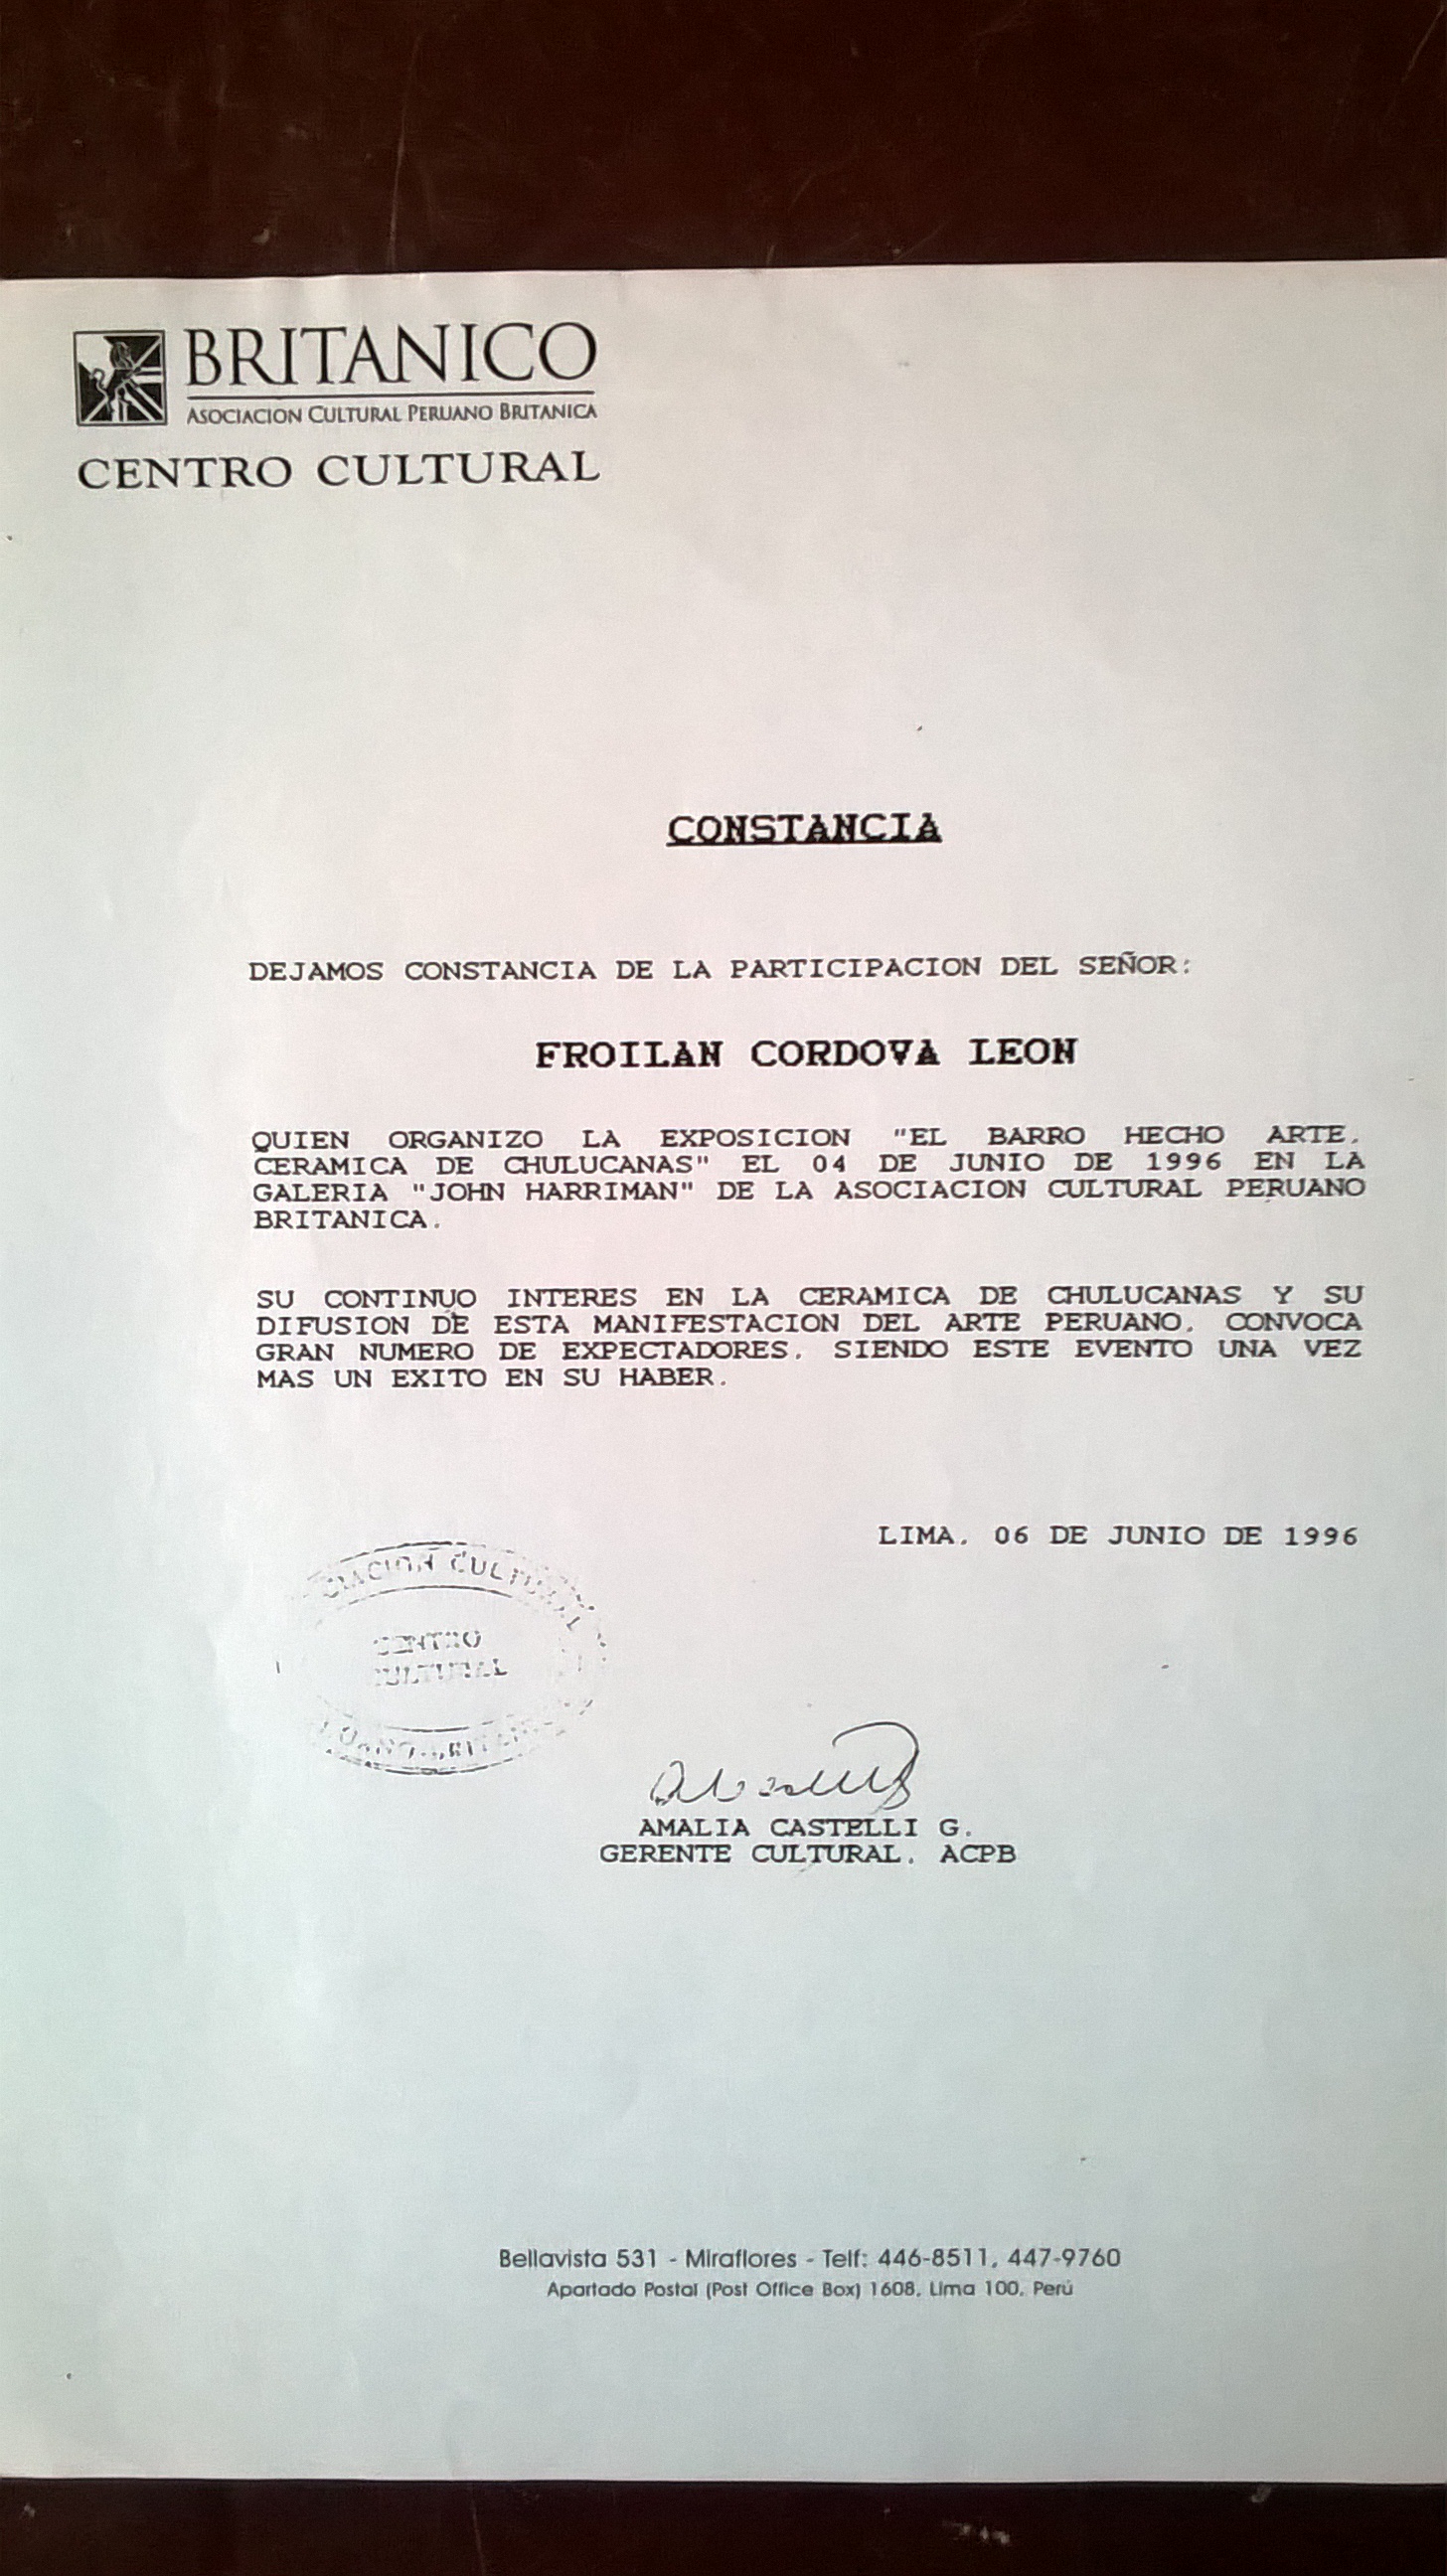 BRITANICO
ASOCIACION CULTURAL PERUANO BRITANICA
CENTRO CULTURAL
CONSTANCIA
DEJAMOS CONSTANCIA DE LA PARTICIPACION DEL SEÑOR:
FROILAN CORDOVA LEON
QUIEN ORGANIZO LA EXPOSICION "EL BARRO HECHO ARTE,
CERAMICA DE CHULUCANAS" EL 04 DE JUNIO DE 1996 EN LA
GALERIA "JOHN HARRIMAN" DE LA ASOCIACION CULTURAL PERUANO
BRITANICA.
SU CONTINUO INTERES EN LA CERAMICA DE CHULUCANAS Y SU
DIFUSION DE ESTA MANIFESTACION DEL ARTE PERUANO, CONVOCA
GRAN NUMERO DE EXPECTADORES, SIENDO ESTE EVENTO UNA VEZ
MAS UN EXITO EN SU HABER.
LIMA, 06 DE JUNIO DE 1996
CULTURAL
CENTRO
CULTURAL
AMALIA CASTELLI G.
GERENTE CULTURAL, ACPB
Bellavista 531 - Miraflores - Telf: 446-8511, 447-9760
Apartado Postal (Post Office Box) 1608, Lima 100, Perú